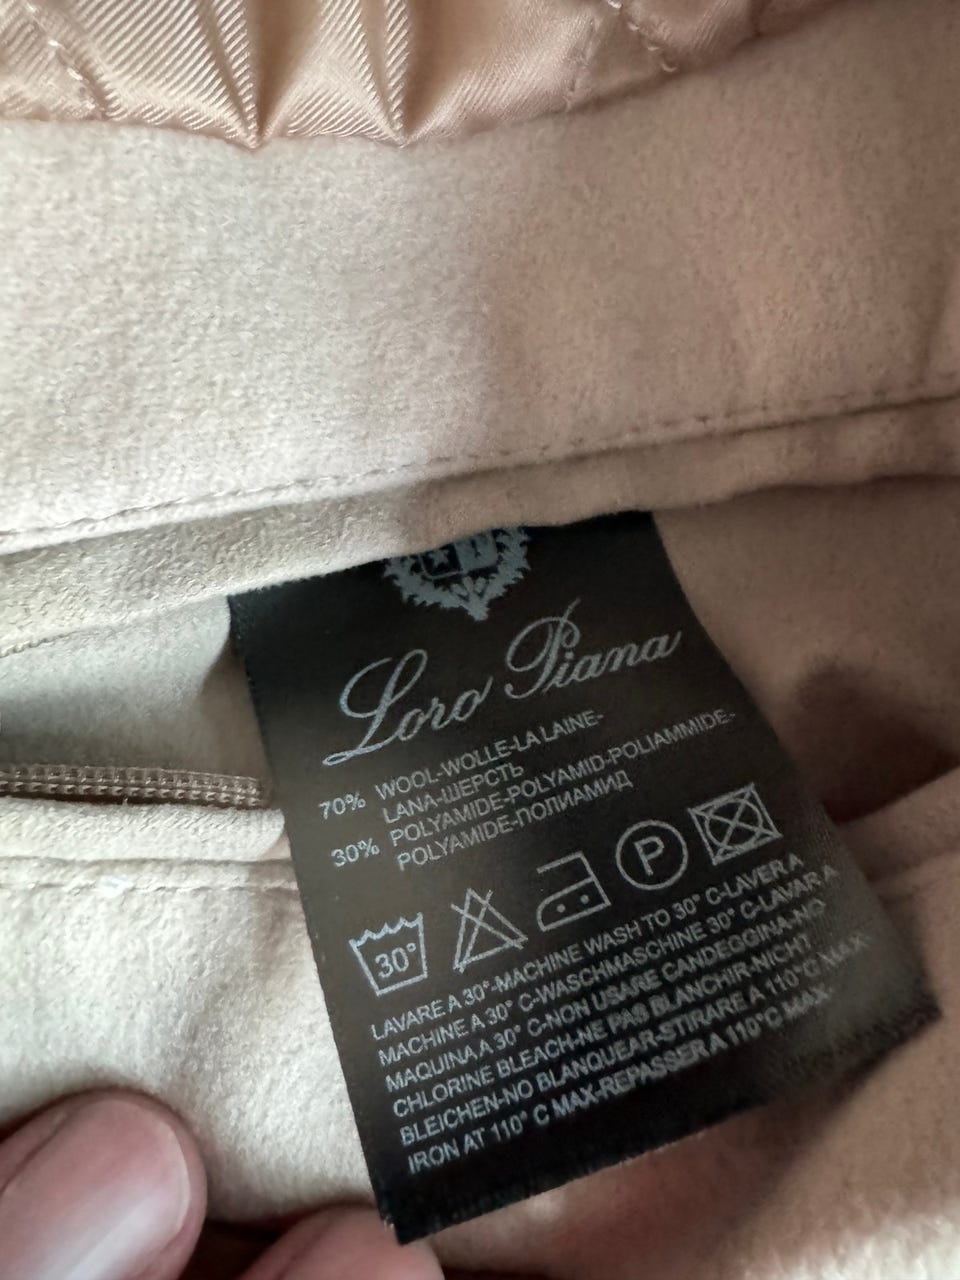 Loro Piana
70% WOOL-WOLLE-LA LAINE-
LANA-ШЕРСТЬ
30% POLYAMIDE-POLYAMID-POLIAMMIDE-
POLYAMIDE-ПОЛИАМИД
30° P
LAVARE A 30°-MACHINE WASH TO 30° C-LAVER A
MACHINE A 30° C-WASCHMASCHINE 30° C-LAVAR A
MAQUINA A 30° C-NON USARE CANDEGGINA-NO
CHLORINE BLEACH-NE PAS BLANCHIR-NICHT
BLEICHEN-NO BLANQUEAR-STIRARE A 110°C MAX-
IRON AT 110° C MAX-REPASSER A 110°C MAX-